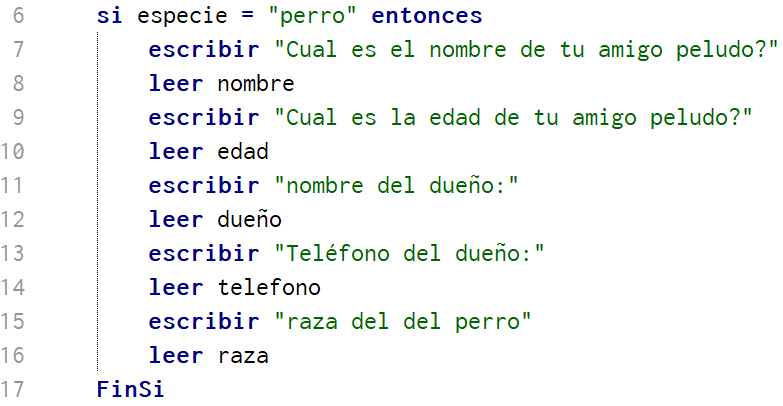 6 si especie = "perro" entonces
7 escribir "Cual es el nombre de tu amigo peludo?"
8 leer nombre
9 escribir "Cual es la edad de tu amigo peludo?"
10 leer edad
11 escribir "nombre del dueño:"
12 leer dueño
13 escribir "Teléfono del dueño:"
14 leer telefono
15 escribir "raza del del perro"
16 leer raza
17 FinSi